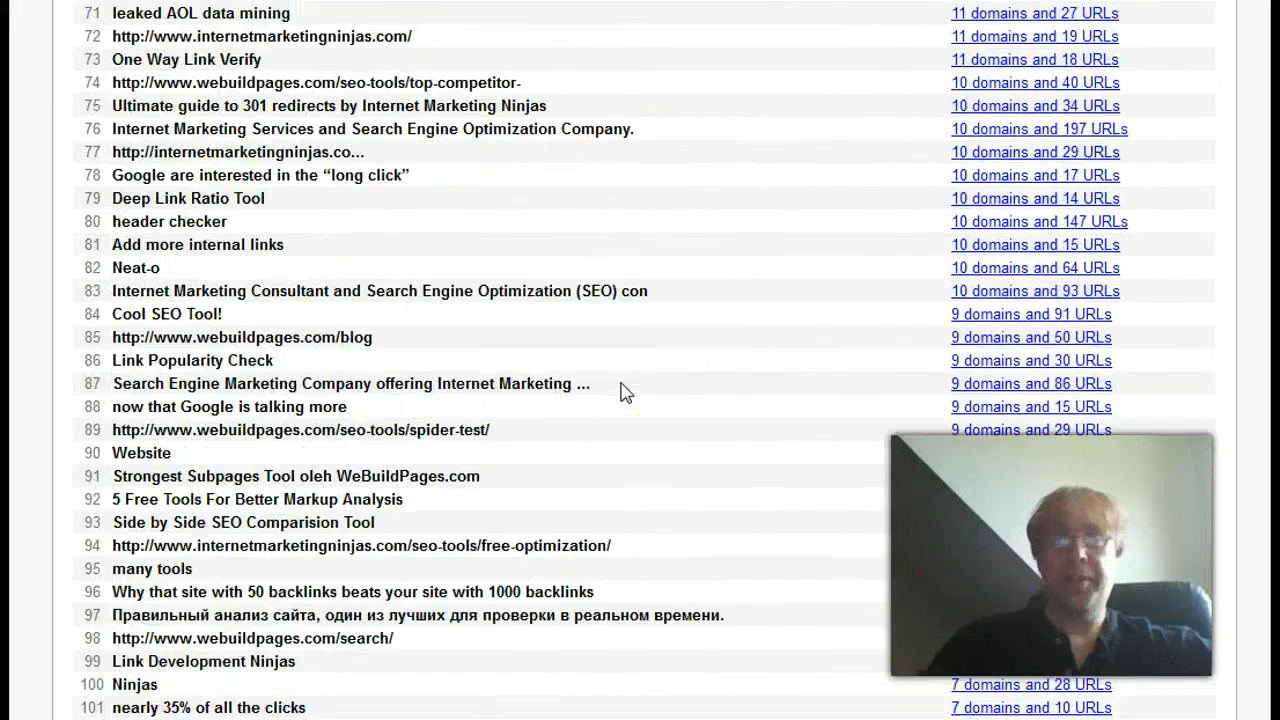 71 leaked AOL data mining 11 domains and 27 URLs
72 http://www.internetmarketingninjas.com/ 11 domains and 19 URLs
73 One Way Link Verify 11 domains and 18 URLs
74 http://www.webuildpages.com/seo-tools/top-competitor- 10 domains and 40 URLs
75 Ultimate guide to 301 redirects by Internet Marketing Ninjas 10 domains and 34 URLs
76 Internet Marketing Services and Search Engine Optimization Company. 10 domains and 197 URLs
77 http://internetmarketingninjas.co... 10 domains and 29 URLs
78 Google are interested in the “long click” 10 domains and 17 URLs
79 Deep Link Ratio Tool 10 domains and 14 URLs
80 header checker 10 domains and 147 URLs
81 Add more internal links 10 domains and 15 URLs
82 Neat-o 10 domains and 64 URLs
83 Internet Marketing Consultant and Search Engine Optimization (SEO) con 10 domains and 93 URLs
84 Cool SEO Tool! 9 domains and 91 URLs
85 http://www.webuildpages.com/blog 9 domains and 50 URLs
86 Link Popularity Check 9 domains and 30 URLs
87 Search Engine Marketing Company offering Internet Marketing ... 9 domains and 86 URLs
88 now that Google is talking more 9 domains and 15 URLs
89 http://www.webuildpages.com/seo-tools/spider-test/ 9 domains and 29 URLs
90 Website
91 Strongest Subpages Tool oleh WeBuildPages.com
92 5 Free Tools For Better Markup Analysis
93 Side by Side SEO Comparision Tool
94 http://www.internetmarketingninjas.com/seo-tools/free-optimization/
95 many tools
96 Why that site with 50 backlinks beats your site with 1000 backlinks
97 Правильный анализ сайта, один из лучших для проверки в реальном времени.
98 http://www.webuildpages.com/search/
99 Link Development Ninjas
100 Ninjas 7 domains and 28 URLs
101 nearly 35% of all the clicks 7 domains and 10 URLs